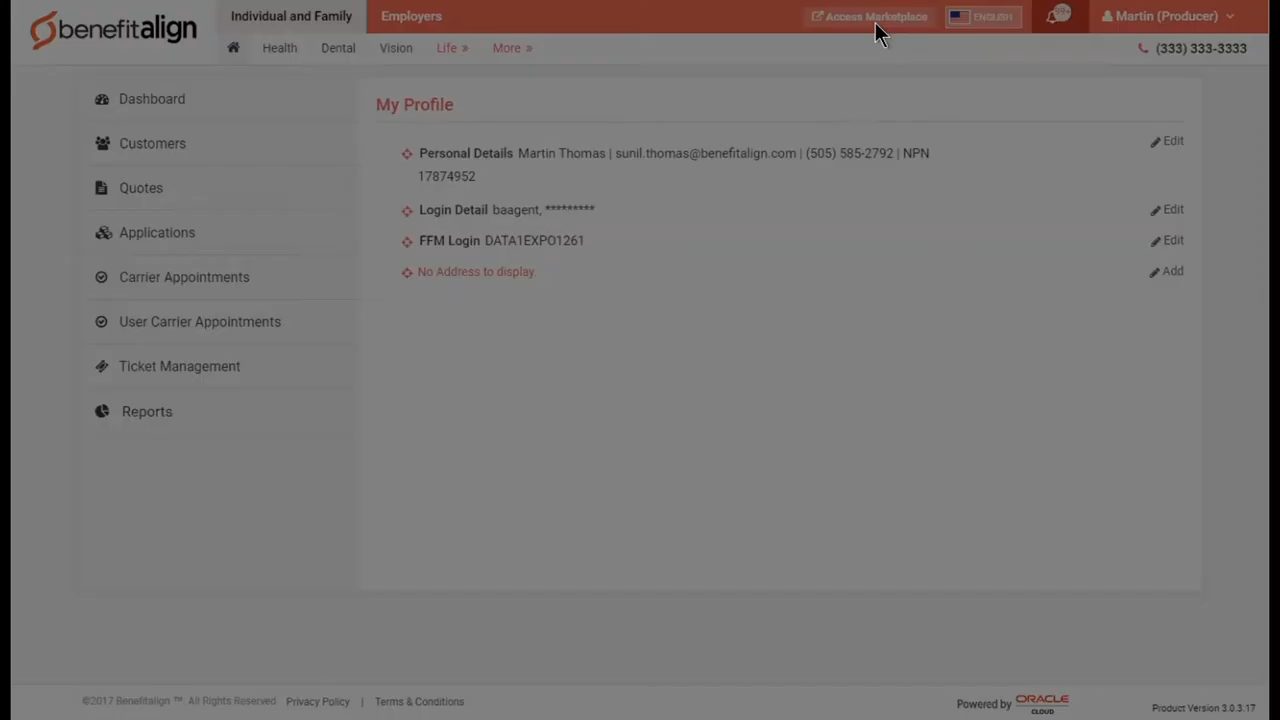 benefitalign
Individual and Family
Employers
Access Marketplace
ENGLISH
99+
Martin (Producer)
Health
Dental
Vision
Life »
More »
(333) 333-3333
Dashboard
Customers
Quotes
Applications
Carrier Appointments
User Carrier Appointments
Ticket Management
Reports
My Profile
Personal Details Martin Thomas | sunil.thomas@benefitalign.com | (505) 585-2792 | NPN
17874952
Edit
Login Detail baagent, *********
Edit
FFM Login DATA1EXPO1261
Edit
No Address to display.
Add
©2017 Benefitalign ™. All Rights Reserved
Privacy Policy
|
Terms & Conditions
Powered by ORACLE
CLOUD
Product Version 3.0.3.17